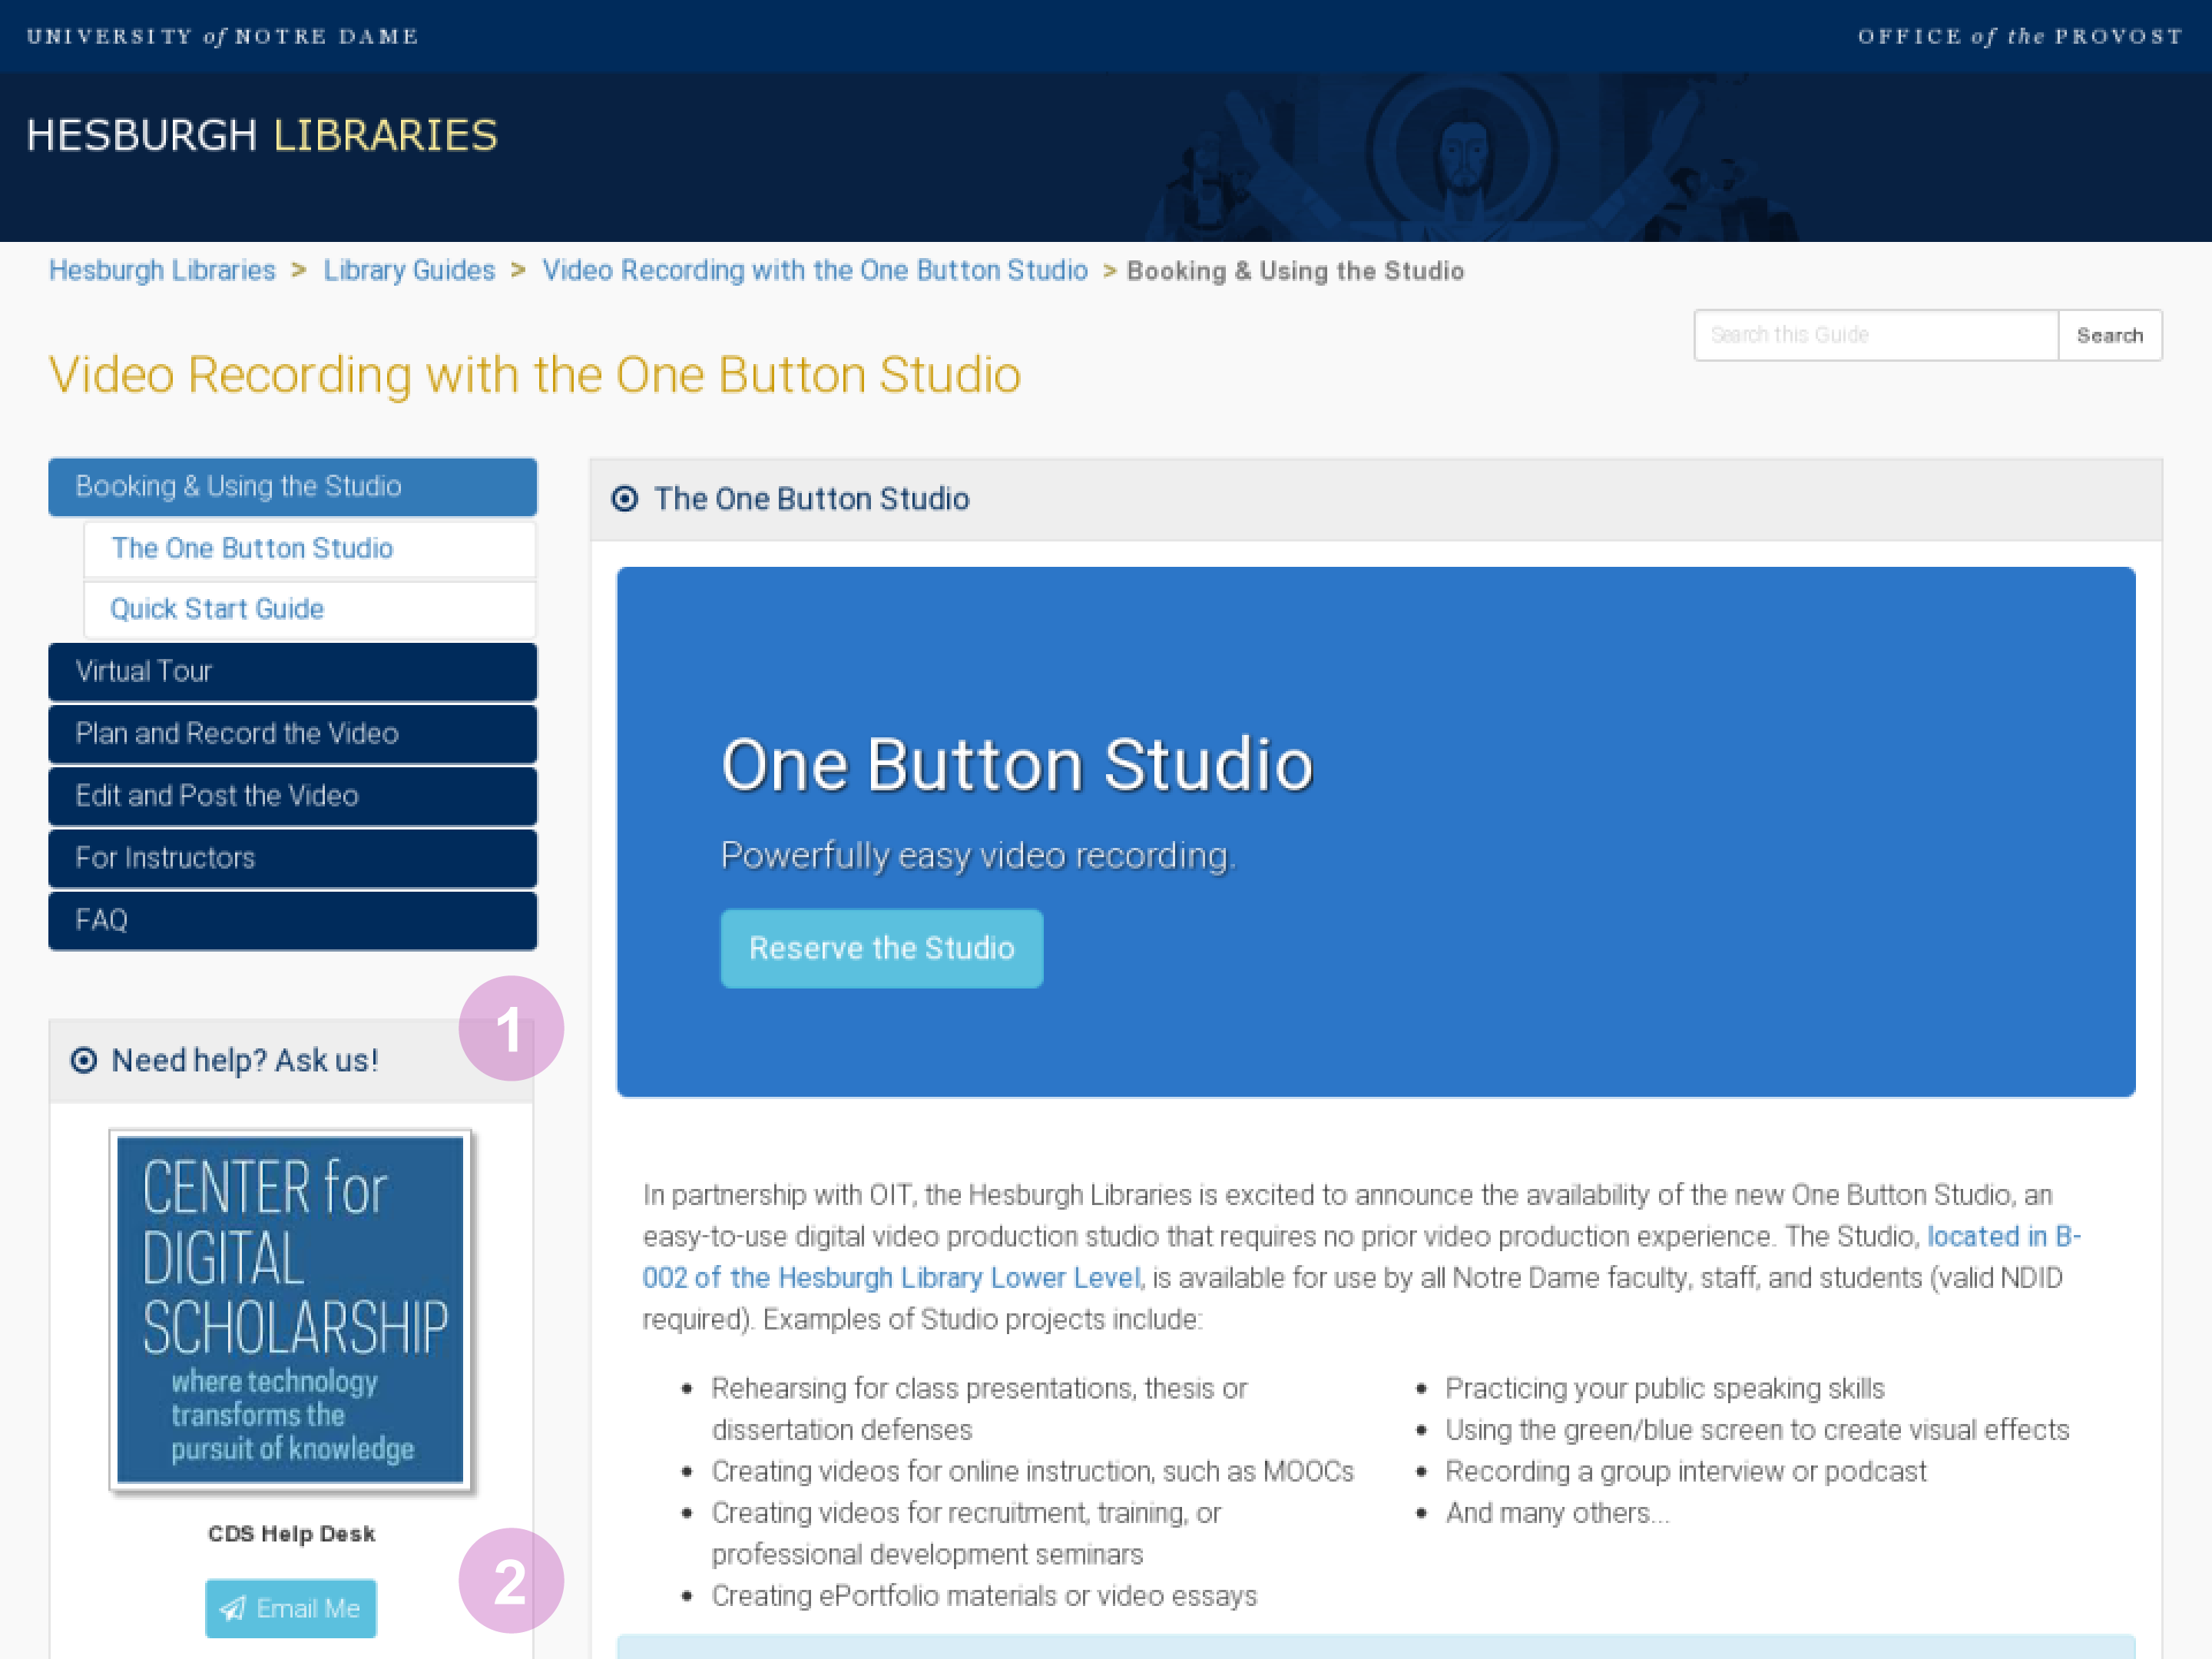 UNIVERSITY of NOTRE DAME
OFFICE of the PROVOST
HESBURGH LIBRARIES
Hesburgh Libraries > Library Guides > Video Recording with the One Button Studio > Booking & Using the Studio
Search this Guide
Search
Video Recording with the One Button Studio
Booking & Using the Studio
The One Button Studio
Quick Start Guide
Virtual Tour
Plan and Record the Video
Edit and Post the Video
For Instructors
FAQ
1
Need help? Ask us!
CENTER for
DIGITAL
SCHOLARSHIP
where technology
transforms the
pursuit of knowledge
CDS Help Desk
2
Email Me
The One Button Studio
One Button Studio
Powerfully easy video recording.
Reserve the Studio
In partnership with OIT, the Hesburgh Libraries is excited to announce the availability of the new One Button Studio, an
easy-to-use digital video production studio that requires no prior video production experience. The Studio, located in B-
002 of the Hesburgh Library Lower Level, is available for use by all Notre Dame faculty, staff, and students (valid NDID
required). Examples of Studio projects include:
• Rehearsing for class presentations, thesis or
dissertation defenses
• Creating videos for online instruction, such as MOOCs
• Creating videos for recruitment, training, or
professional development seminars
• Creating ePortfolio materials or video essays
• Practicing your public speaking skills
• Using the green/blue screen to create visual effects
• Recording a group interview or podcast
• And many others...